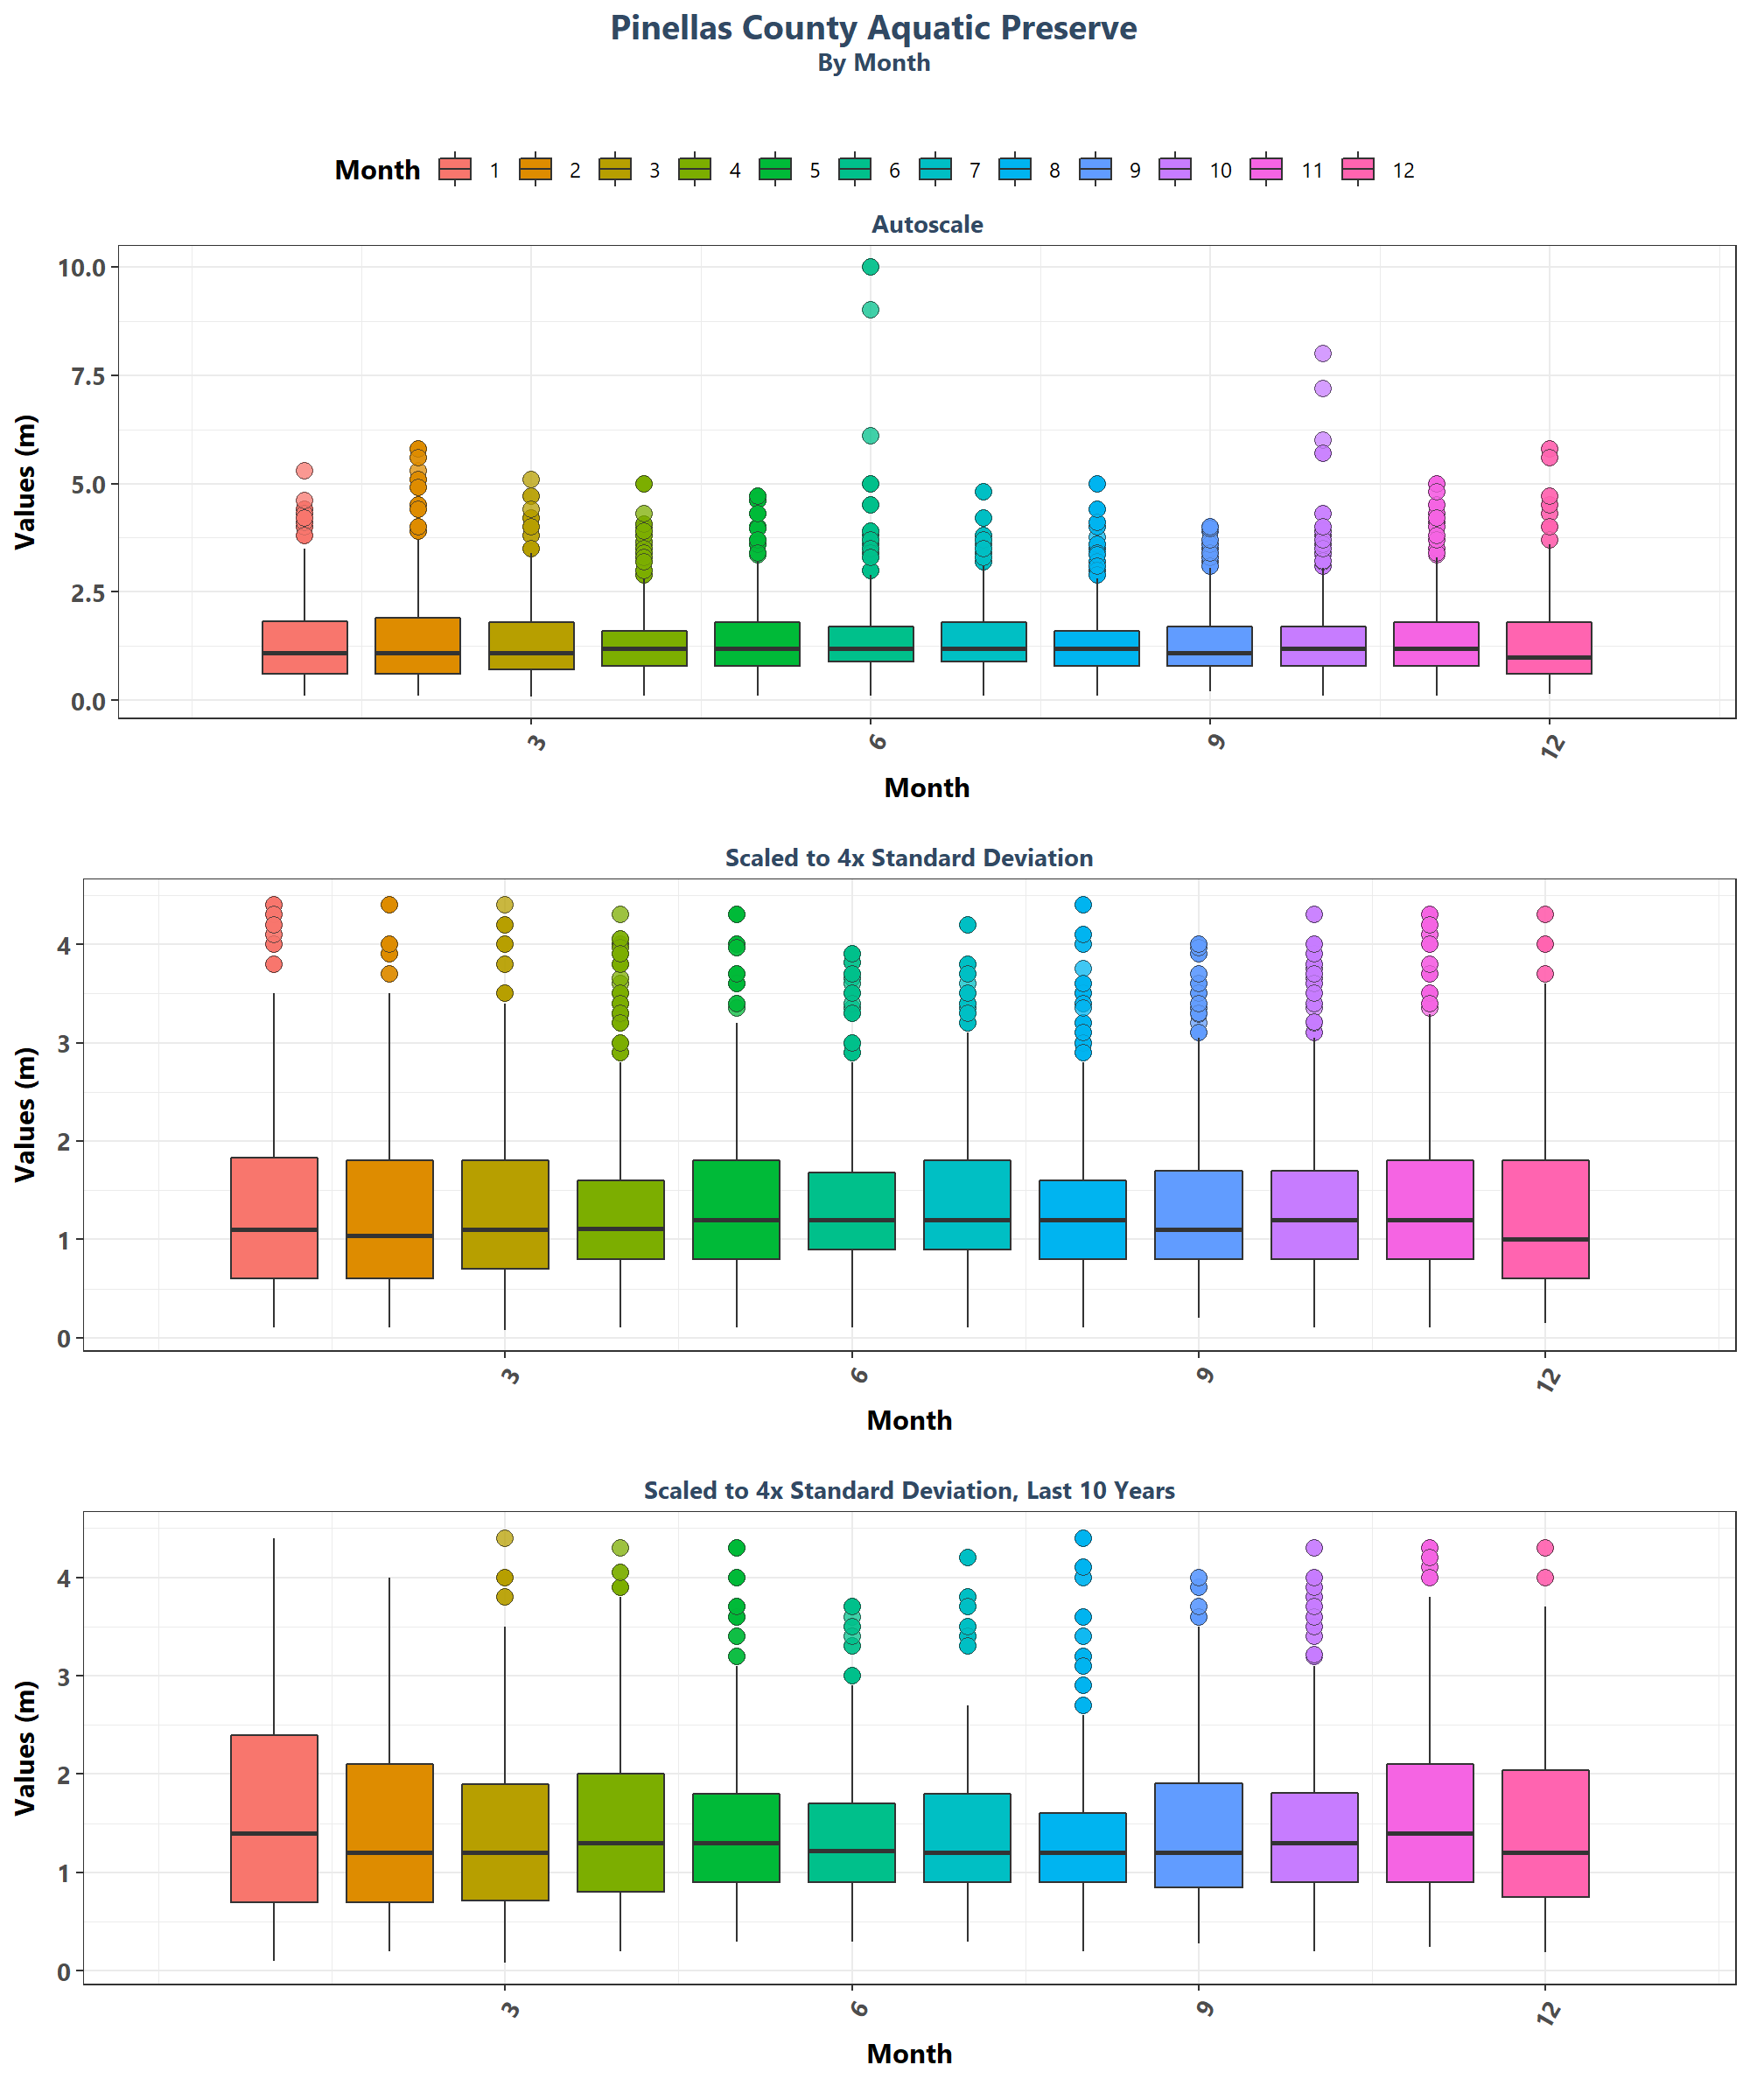 Pinellas County Aquatic Preserve
By Month
Month 1 2 3 4 5 6 7 8 9 10 11 12
Autoscale
10.0
7.5
5.0
2.5
0.0
Values (m)
3 6 9 12
Month
Scaled to 4x Standard Deviation
4
3
2
1
0
Values (m)
3 6 9 12
Month
Scaled to 4x Standard Deviation, Last 10 Years
4
3
2
1
0
Values (m)
3 6 9 12
Month